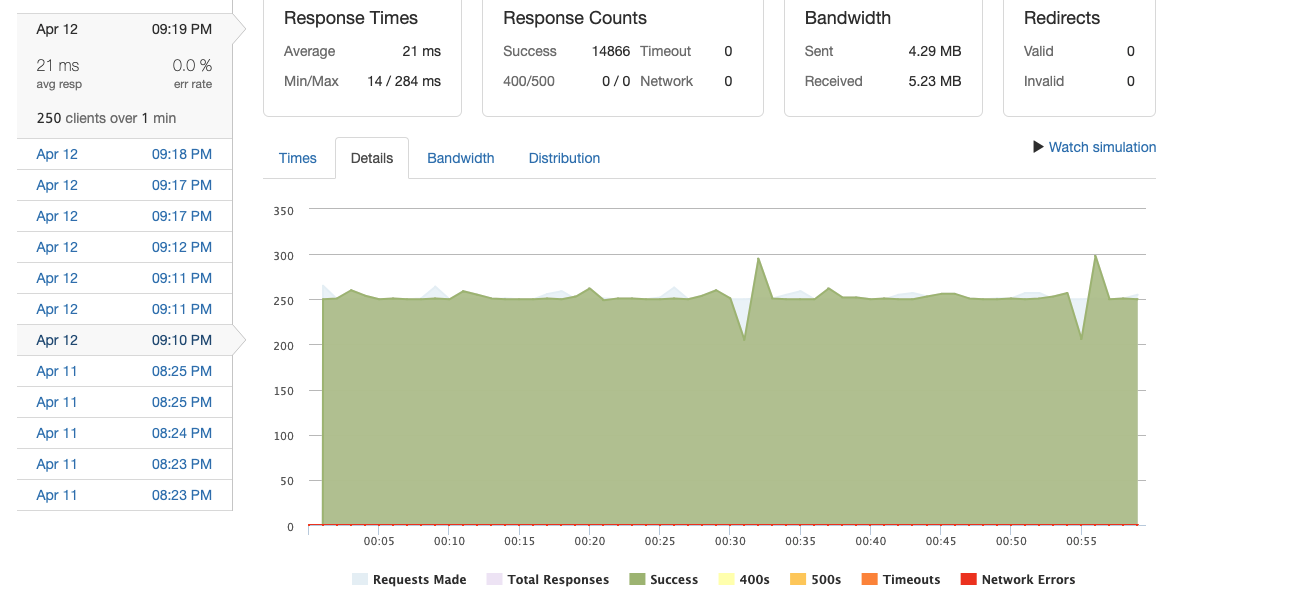 Apr 12 09:19 PM
21 ms 0.0 %
avg resp err rate
250 clients over 1 min
Apr 12 09:18 PM
Apr 12 09:17 PM
Apr 12 09:17 PM
Apr 12 09:12 PM
Apr 12 09:11 PM
Apr 12 09:11 PM
Apr 12 09:10 PM
Apr 11 08:25 PM
Apr 11 08:25 PM
Apr 11 08:24 PM
Apr 11 08:23 PM
Apr 11 08:23 PM
Response Times
Average 21 ms
Min/Max 14 / 284 ms
Response Counts
Success 14866 Timeout 0
400/500 0 / 0 Network 0
Bandwidth
Sent 4.29 MB
Received 5.23 MB
Redirects
Valid 0
Invalid 0
Times Details Bandwidth Distribution
Watch simulation
350
300
250
200
150
100
50
0
00:05 00:10 00:15 00:20 00:25 00:30 00:35 00:40 00:45 00:50 00:55
Requests Made Total Responses Success 400s 500s Timeouts Network Errors